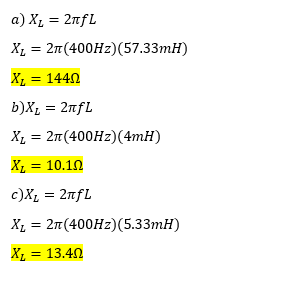 a) X_L = 2πfL
X_L = 2π(400Hz)(57.33mH)
X_L = 144Ω
b)X_L = 2πfL
X_L = 2π(400Hz)(4mH)
X_L = 10.1Ω
c)X_L = 2πfL
X_L = 2π(400Hz)(5.33mH)
X_L = 13.4Ω